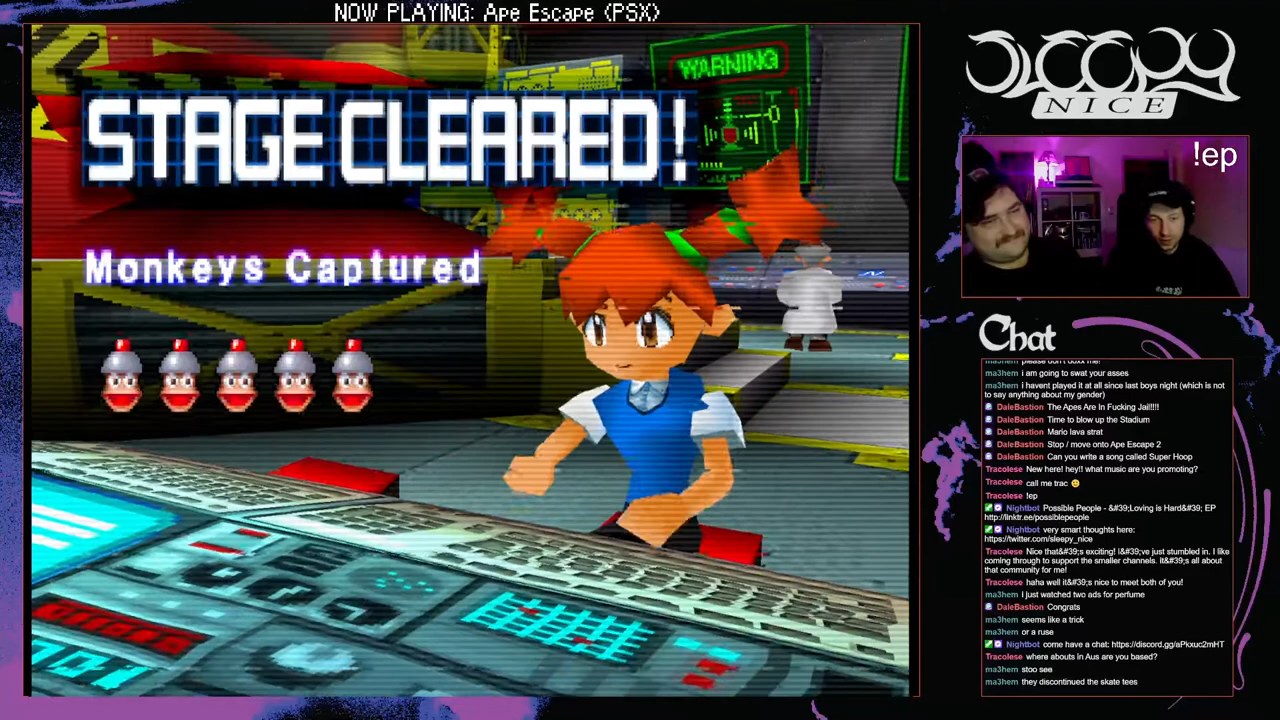 NOW PLAYING: Ape Escape (PSX)
WARNING
STAGE CLEARED!
Monkeys Captured
SLEEPY
NICE
!ep
Chat
please don't doxx me!
ma3hem i am going to swat your asses
ma3hem i havent played it at all since last boys night (which is not
to say anything about my gender)
DaleBastion The Apes Are In Fucking Jail!!!!
DaleBastion Time to blow up the Stadium
DaleBastion Mario lava strat
DaleBastion Stop / move onto Ape Escape 2
DaleBastion Can you write a song called Super Hoop
Tracolese New here! hey!! what music are you promoting?
Tracolese call me trac
Tracolese !ep
Nightbot Possible People - &#39;Loving is Hard&#39; EP
http://linktr.ee/possiblepeople
Nightbot very smart thoughts here:
https://twitter.com/sleepy_nice
Tracolese Nice that&#39;s exciting! I&#39;ve just stumbled in. I like
coming through to support the smaller channels. it&#39;s all about
that community for me!
Tracolese haha well it&#39;s nice to meet both of you!
ma3hem I just watched two ads for perfume
DaleBastion Congrats
ma3hem seems like a trick
ma3hem or a ruse
Nightbot come have a chat: https://discord.gg/aPkxuc2mHT
Tracolese where abouts in Aus are you based?
ma3hem stoo see
ma3hem they discontinued the skate tees